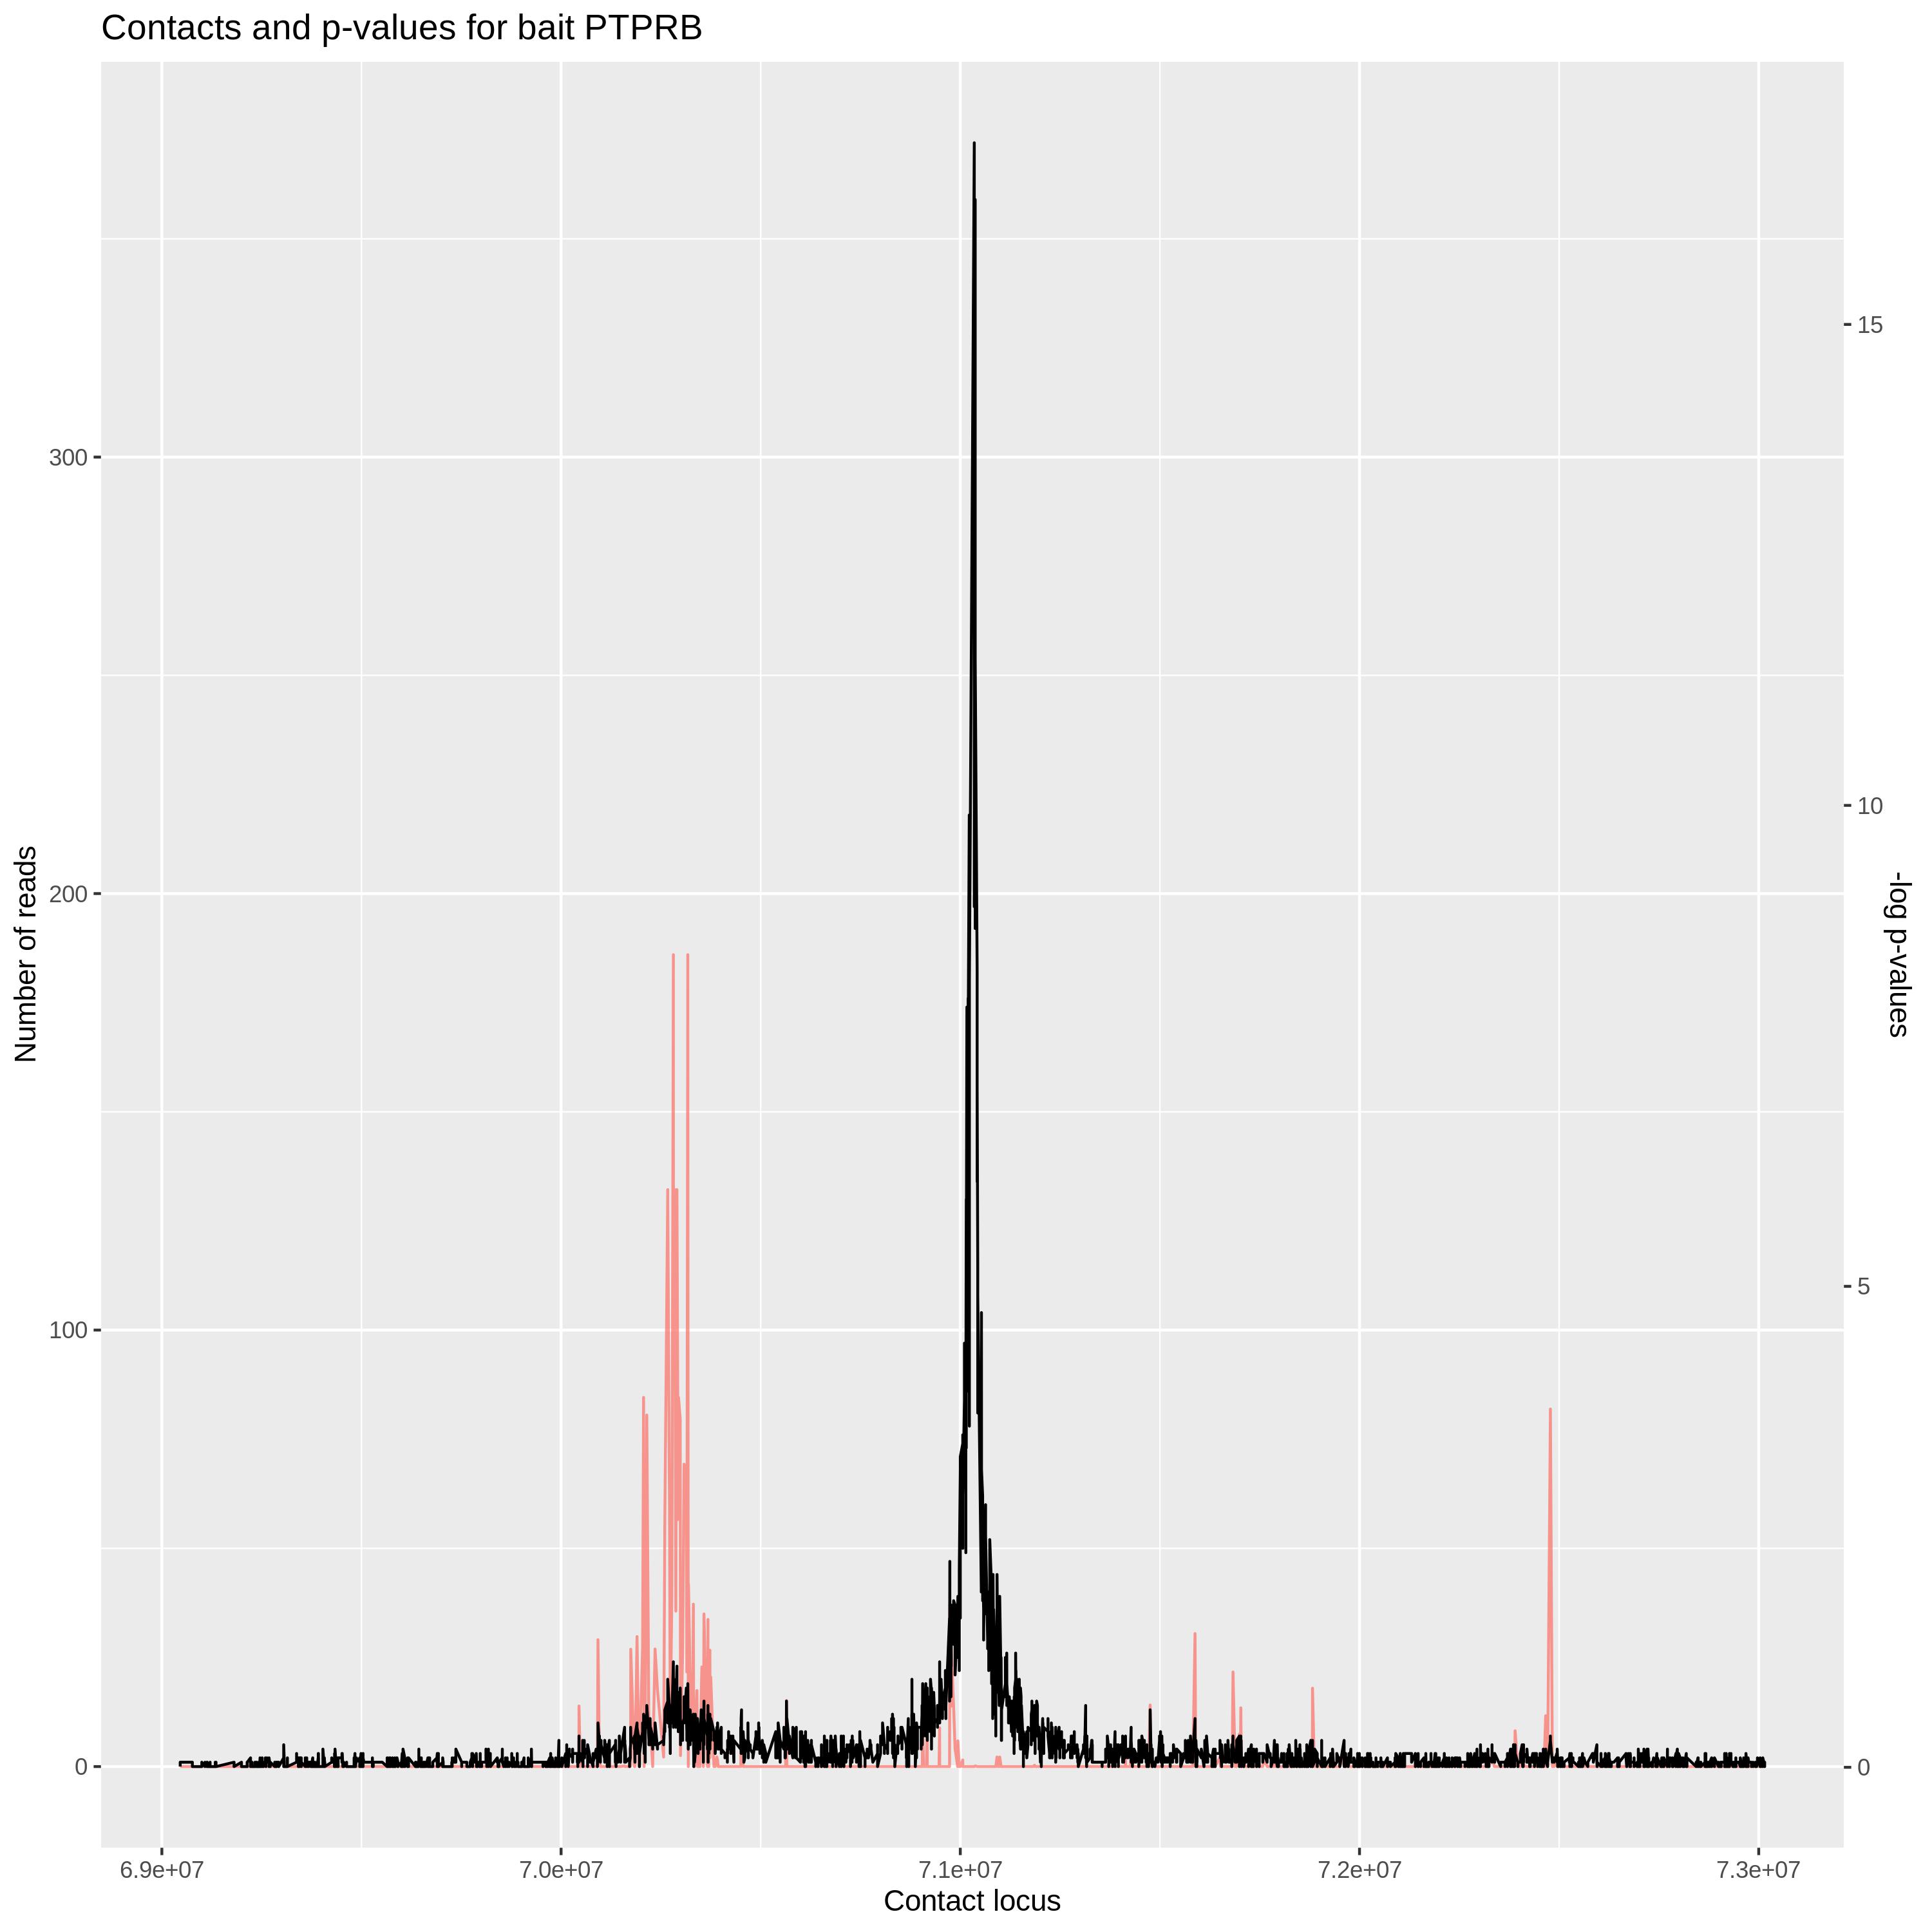 Contacts and p-values for bait PTPRB
Number of reads
300
200
100
0
15
10
5
0
-log p-values
6.9e+07 7.0e+07 7.1e+07 7.2e+07 7.3e+07
Contact locus